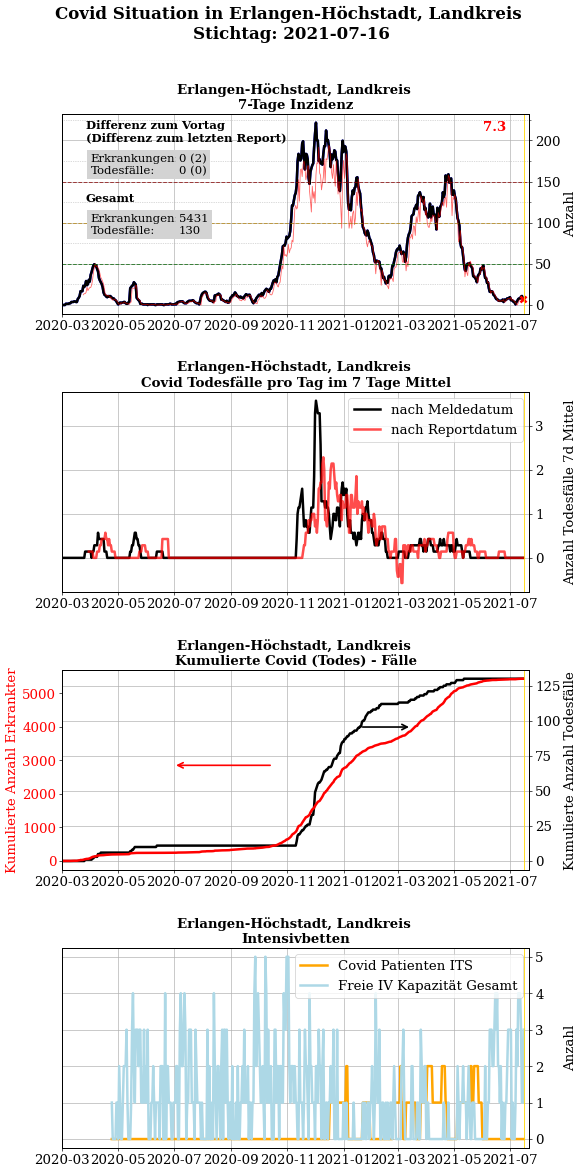 Covid Situation in Erlangen-Höchstadt, Landkreis
Stichtag: 2021-07-16
Erlangen-Höchstadt, Landkreis
7-Tage Inzidenz
Differenz zum Vortag
(Differenz zum letzten Report)
Erkrankungen 0 (2)
Todesfälle: 0 (0)
Gesamt
Erkrankungen 5431
Todesfälle: 130
7.3
200
150
100
50
0
Anzahl
2020-03 2020-05 2020-07 2020-09 2020-11 2021-01 2021-03 2021-05 2021-07
Erlangen-Höchstadt, Landkreis
Covid Todesfälle pro Tag im 7 Tage Mittel
nach Meldedatum
nach Reportdatum
3
2
1
0
Anzahl Todesfälle 7d Mittel
2020-03 2020-05 2020-07 2020-09 2020-11 2021-01 2021-03 2021-05 2021-07
Erlangen-Höchstadt, Landkreis
Kumulierte Covid (Todes) - Fälle
Kumulierte Anzahl Erkrankter
5000
4000
3000
2000
1000
0
125
100
75
50
25
0
Kumulierte Anzahl Todesfälle
2020-03 2020-05 2020-07 2020-09 2020-11 2021-01 2021-03 2021-05 2021-07
Erlangen-Höchstadt, Landkreis
Intensivbetten
Covid Patienten ITS
Freie IV Kapazität Gesamt
5
4
3
2
1
0
Anzahl
2020-03 2020-05 2020-07 2020-09 2020-11 2021-01 2021-03 2021-05 2021-07